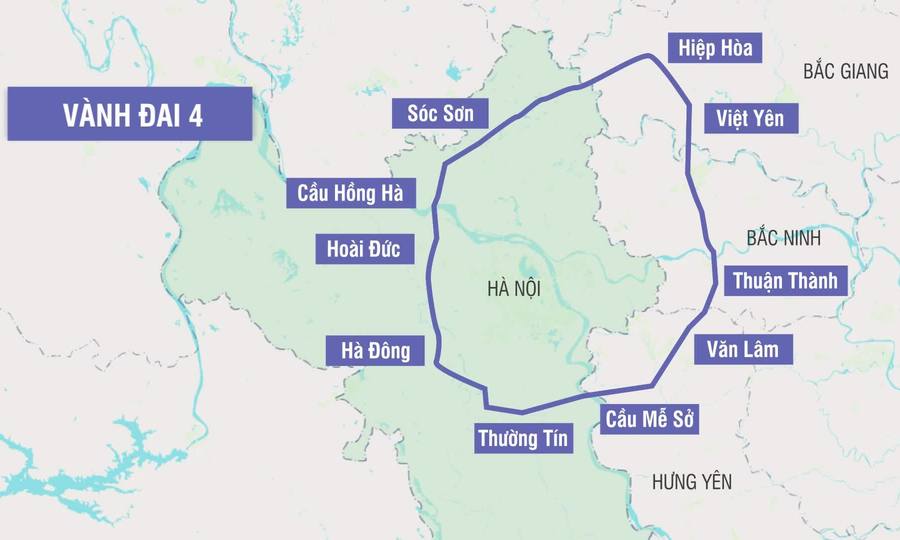 Hiệp Hòa
BẮC GIANG
VÀNH ĐAI 4
Sóc Sơn
Việt Yên
Cầu Hồng Hà
Hoài Đức
BẮC NINH
HÀ NỘI
Thuận Thành
Hà Đông
Văn Lâm
Cầu Mễ Sở
Thường Tín
HƯNG YÊN